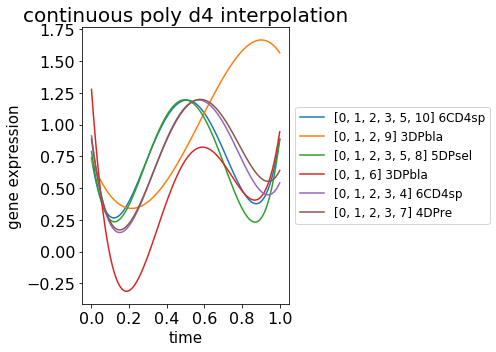 continuous poly d4 interpolation
gene expression
1.75
1.50
1.25
1.00
0.75
0.50
0.25
0.00
−0.25
0.0 0.2 0.4 0.6 0.8 1.0
time
[0, 1, 2, 3, 5, 10] 6CD4sp
[0, 1, 2, 9] 3DPbla
[0, 1, 2, 3, 5, 8] 5DPsel
[0, 1, 6] 3DPbla
[0, 1, 2, 3, 4] 6CD4sp
[0, 1, 2, 3, 7] 4DPre